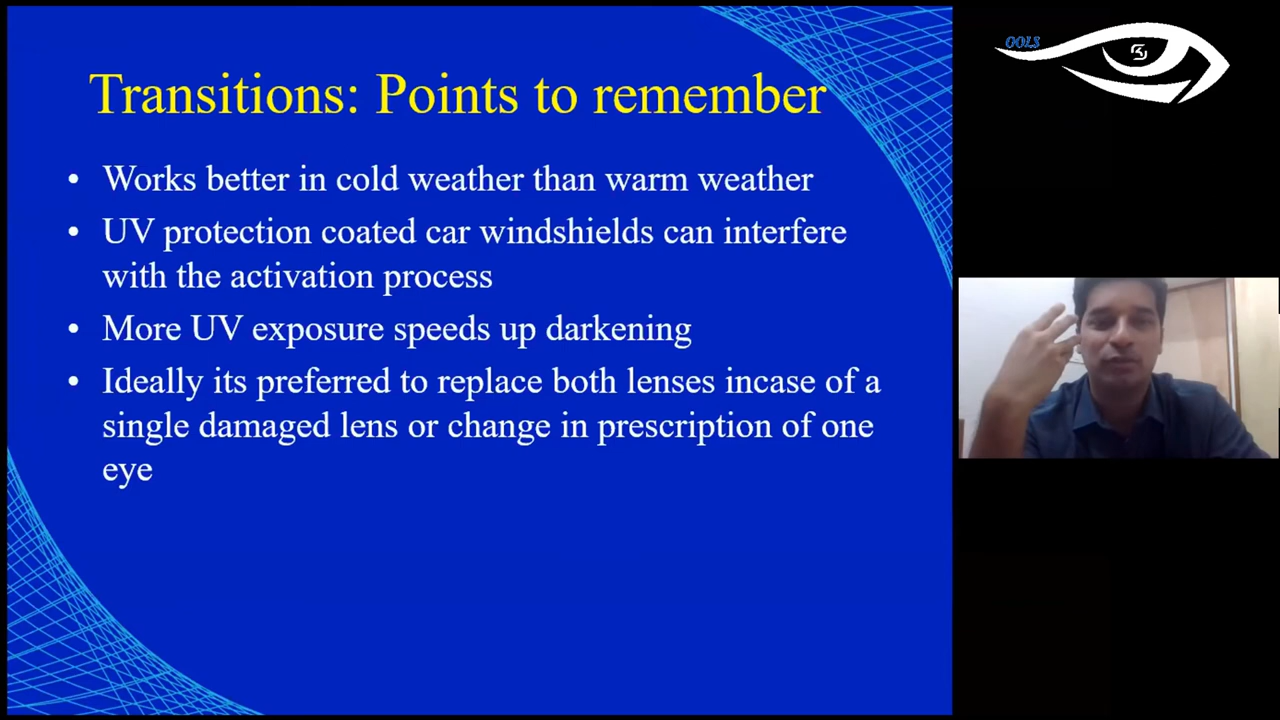 OOLS
Transitions: Points to remember
• Works better in cold weather than warm weather
• UV protection coated car windshields can interfere
with the activation process
• More UV exposure speeds up darkening
• Ideally its preferred to replace both lenses incase of a
single damaged lens or change in prescription of one
eye